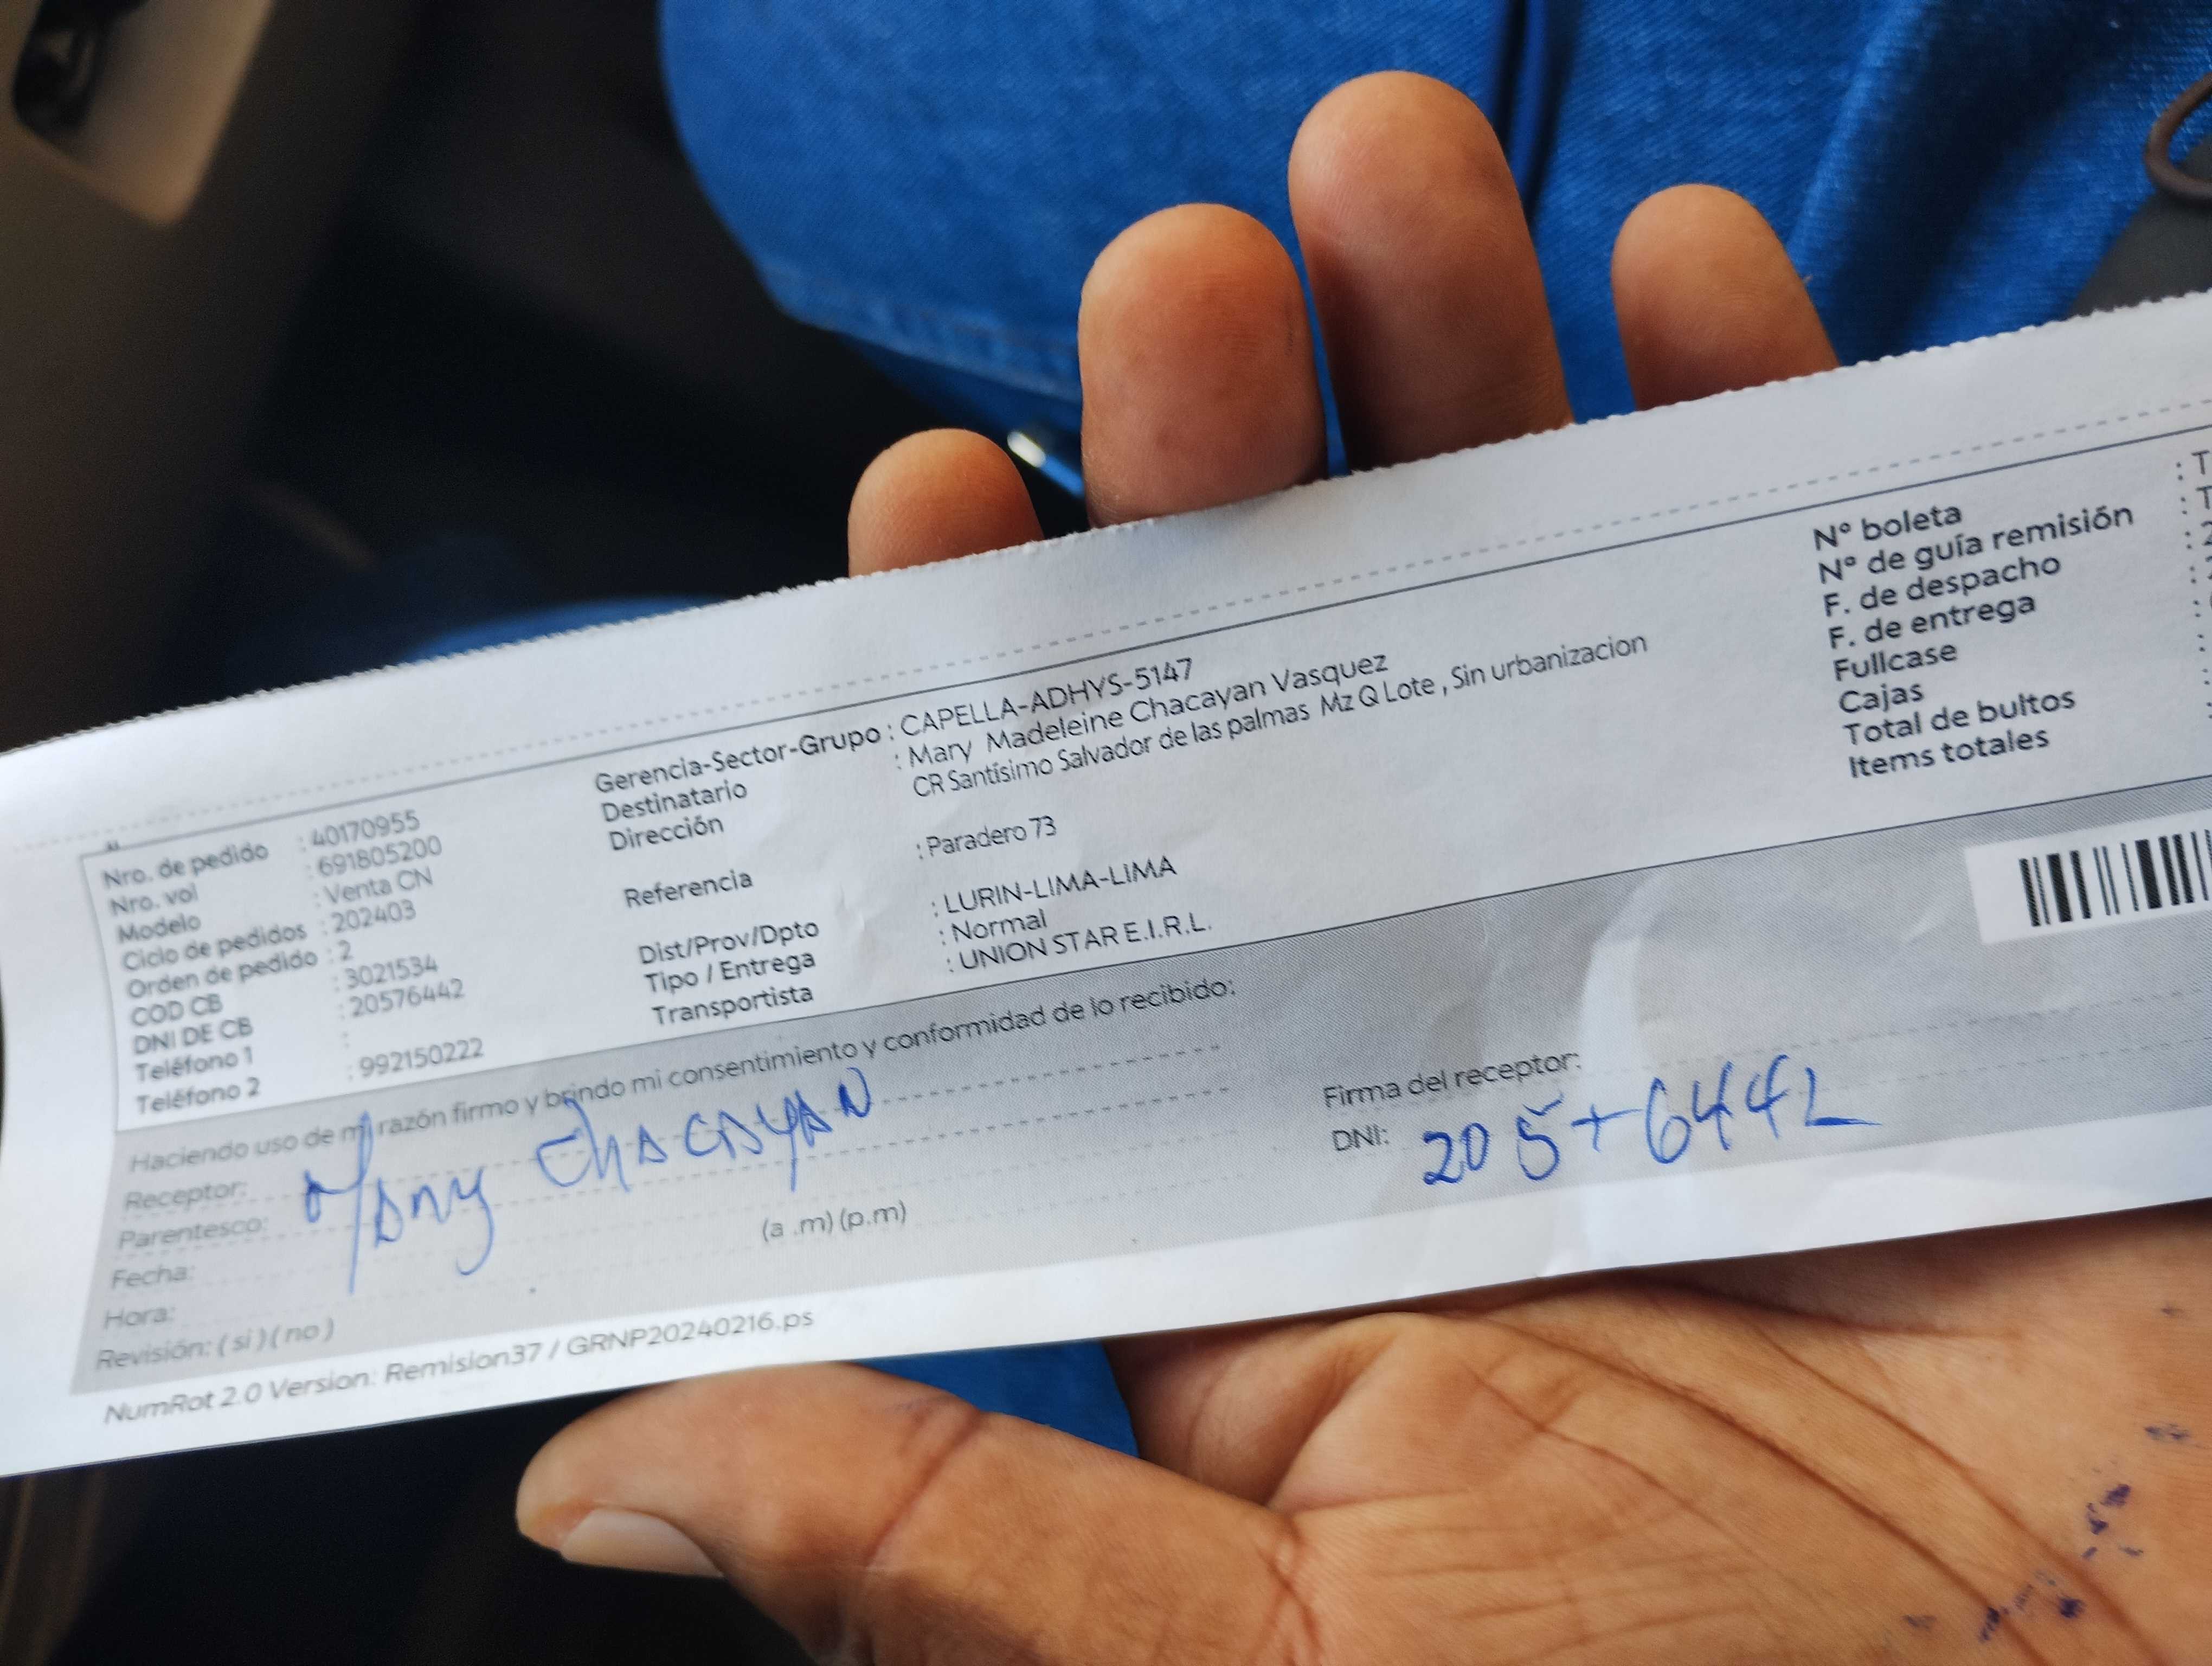 Nro. de pedido : 40170955
Nro. vol : 691805200
Modelo : Venta CN
Ciclo de pedidos : 202403
Orden de pedido : 2
COD CB : 3021534
DNI DE CB : 20576442
Teléfono 1 :
Teléfono 2 : 992150222
Gerencia-Sector-Grupo : CAPELLA-ADHYS-5147
Destinatario : Mary Madeleine Chacayan Vasquez
Dirección CR Santísimo Salvador de las palmas Mz Q Lote , Sin urbanizacion
Referencia : Paradero 73
Dist/Prov/Dpto : LURIN-LIMA-LIMA
Tipo / Entrega : Normal
Transportista : UNION STAR E.I.R.L.
N° boleta : T
N° de guía remisión : T
F. de despacho : 2
F. de entrega : 2
Fullcase :
Cajas :
Total de bultos :
Items totales :
Haciendo uso de mi razón firmo y brindo mi consentimiento y conformidad de lo recibido:
Receptor: Mary Chacayan
Parentesco:
Fecha:
Hora: (a .m) (p.m)
Revisión: ( si ) ( no )
Firma del receptor:
DNI: 20576442
NumRot 2.0 Version: Remision37 / GRNP20240216.ps